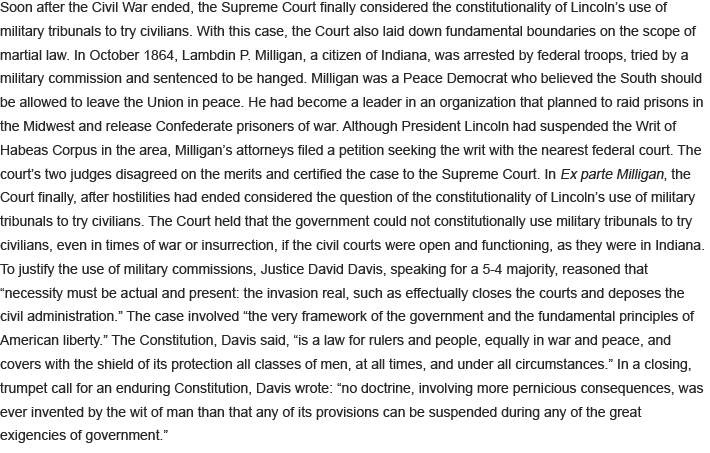 Soon after the Civil War ended, the Supreme Court finally considered the constitutionality of Lincoln’s use of
military tribunals to try civilians. With this case, the Court also laid down fundamental boundaries on the scope of
martial law. In October 1864, Lambdin P. Milligan, a citizen of Indiana, was arrested by federal troops, tried by a
military commission and sentenced to be hanged. Milligan was a Peace Democrat who believed the South should
be allowed to leave the Union in peace. He had become a leader in an organization that planned to raid prisons in
the Midwest and release Confederate prisoners of war. Although President Lincoln had suspended the Writ of
Habeas Corpus in the area, Milligan’s attorneys filed a petition seeking the writ with the nearest federal court. The
court’s two judges disagreed on the merits and certified the case to the Supreme Court. In Ex parte Milligan, the
Court finally, after hostilities had ended considered the question of the constitutionality of Lincoln’s use of military
tribunals to try civilians. The Court held that the government could not constitutionally use military tribunals to try
civilians, even in times of war or insurrection, if the civil courts were open and functioning, as they were in Indiana.
To justify the use of military commissions, Justice David Davis, speaking for a 5-4 majority, reasoned that
“necessity must be actual and present: the invasion real, such as effectually closes the courts and deposes the
civil administration.” The case involved “the very framework of the government and the fundamental principles of
American liberty.” The Constitution, Davis said, “is a law for rulers and people, equally in war and peace, and
covers with the shield of its protection all classes of men, at all times, and under all circumstances.” In a closing,
trumpet call for an enduring Constitution, Davis wrote: “no doctrine, involving more pernicious consequences, was
ever invented by the wit of man than that any of its provisions can be suspended during any of the great
exigencies of government.”